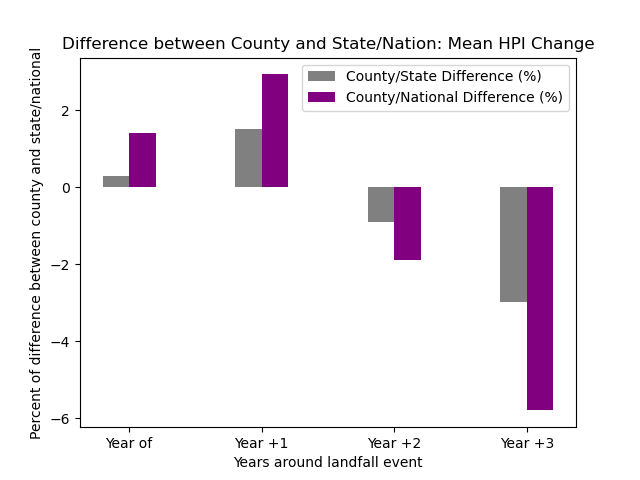 Difference between County and State/Nation: Mean HPI Change
County/State Difference (%)
County/National Difference (%)
Percent of difference between county and state/national
2
0
−2
−4
−6
Year of
Year +1
Year +2
Year +3
Years around landfall event